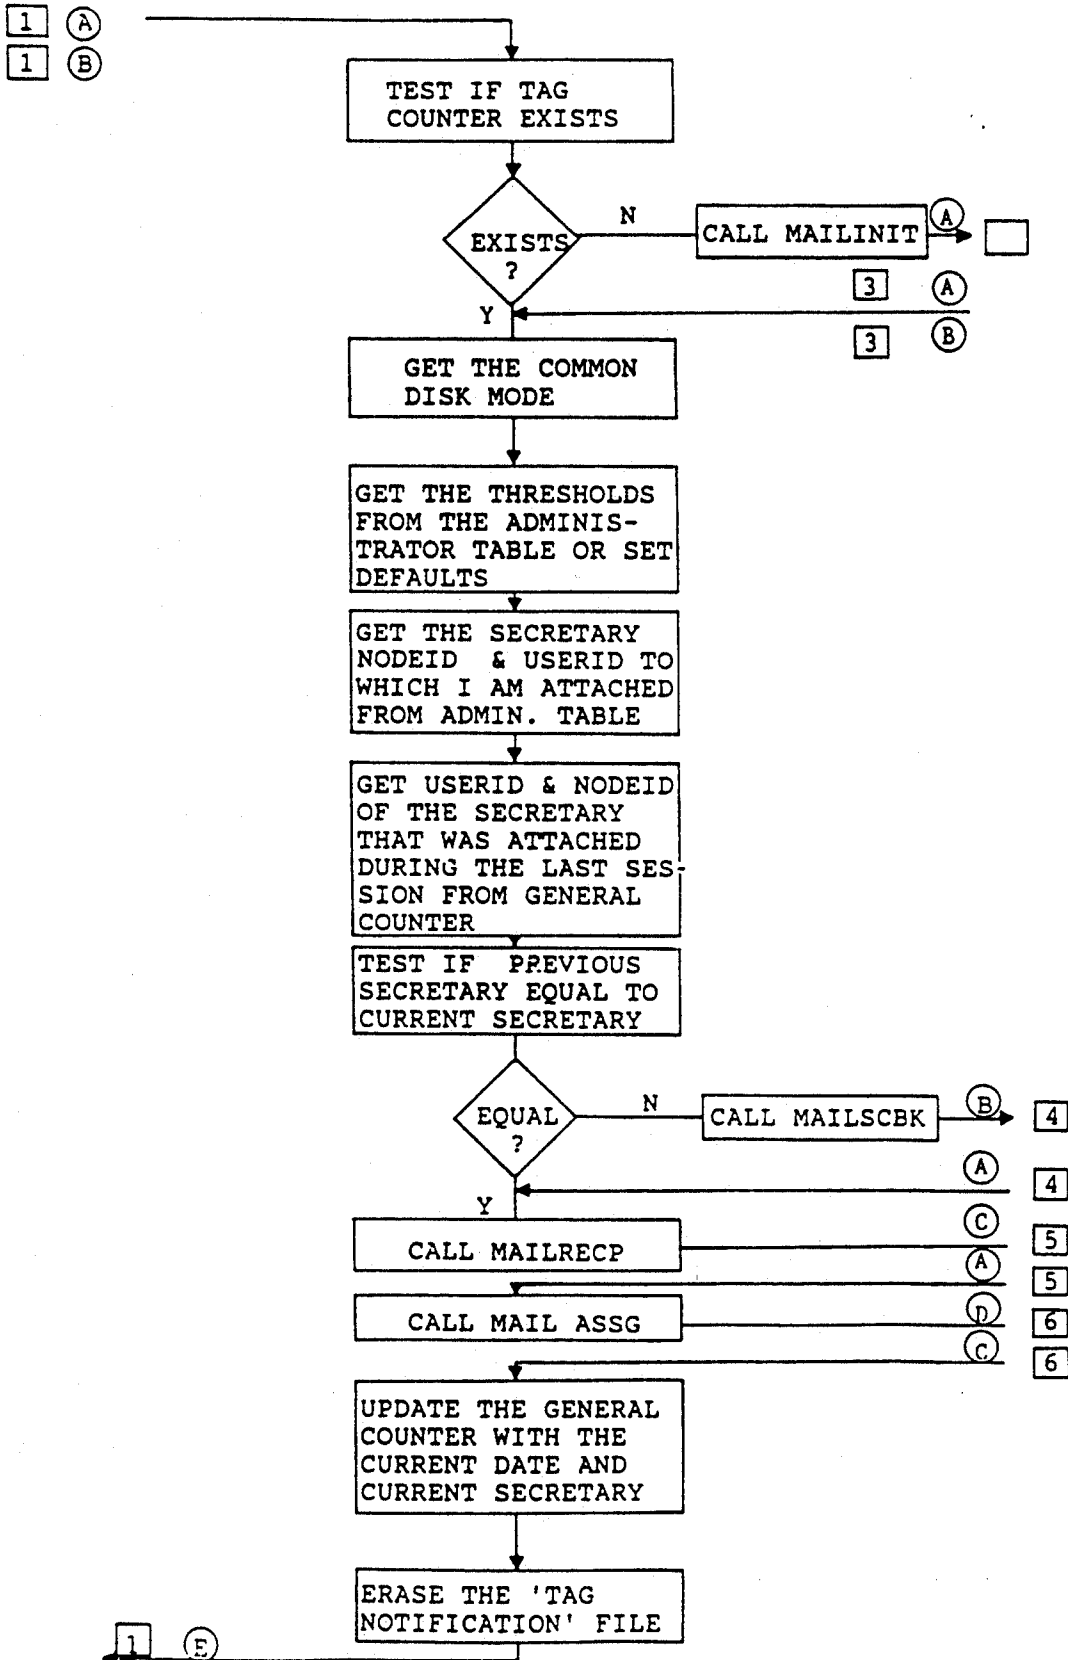 1 A
1 B
TEST IF TAG
COUNTER EXISTS
EXISTS
?
N
CALL MAILINIT
A
3 A
Y
3 B
GET THE COMMON
DISK MODE
GET THE THRESHOLDS
FROM THE ADMINIS-
TRATOR TABLE OR SET
DEFAULTS
GET THE SECRETARY
NODEID & USERID TO
WHICH I AM ATTACHED
FROM ADMIN. TABLE
GET USERID & NODEID
OF THE SECRETARY
THAT WAS ATTACHED
DURING THE LAST SES-
SION FROM GENERAL
COUNTER
TEST IF PREVIOUS
SECRETARY EQUAL TO
CURRENT SECRETARY
EQUAL
?
N
CALL MAILSCBK
B 4
A 4
Y
CALL MAILRECP
C 5
A 5
CALL MAIL ASSG
D 6
C 6
UPDATE THE GENERAL
COUNTER WITH THE
CURRENT DATE AND
CURRENT SECRETARY
ERASE THE 'TAG
NOTIFICATION' FILE
1 E